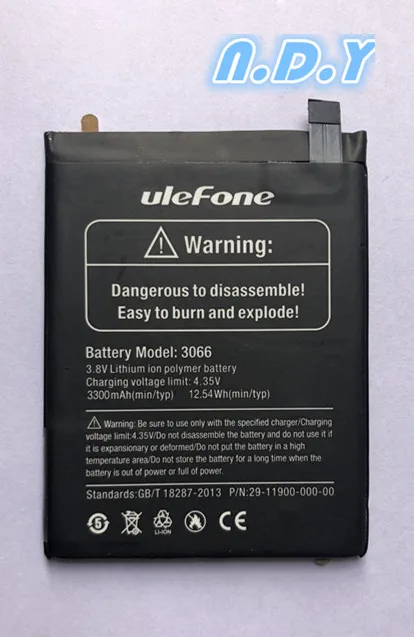 N.D.Y
ulefone
Warning:
Dangerous to disassemble!
Easy to burn and explode!
Battery Model: 3066
3.8V Lithium ion polymer battery
Charging voltage limit: 4.35V
3300mAh(min/typ) 12.54Wh(min/typ)
Warning: Be sure to use only with the specified charger/Charging
voltage limit:4.35V/Do not disassemble the battery and do not use if
it is expansionary or deformed/Do not put the battery in a high
temperature area/Do not store the battery for a long time when the
battery is out of power or full of power.
Standards:GB/T 18287-2013 P/N:29-11900-000-00
5 LI-ION CE